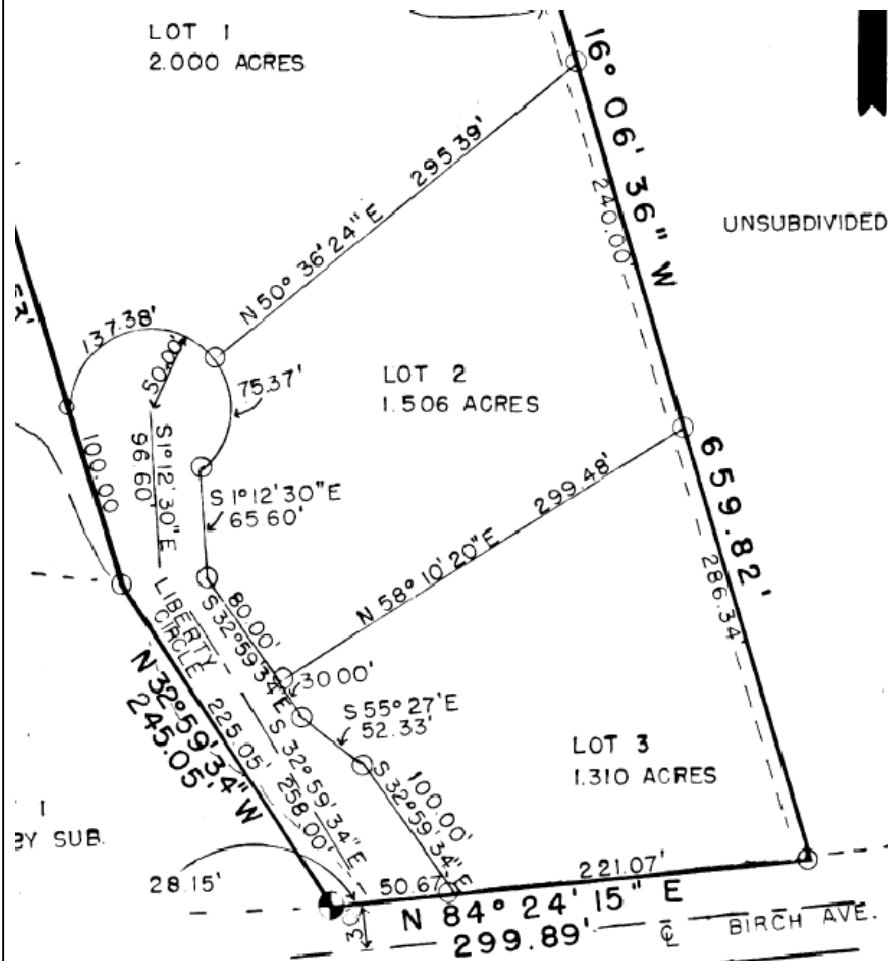 LOT 1
2.000 ACRES
16° 06' 36" W
295.39'
N 50° 36' 24" E
240.00'
UNSUBDIVIDED
137.38'
50.00'
75.37'
LOT 2
1.506 ACRES
100.00
S1° 12' 30" E
96.60'
S 1° 12' 30" E
65.60'
299.48'
N 58° 10' 20" E
659.82'
286.34'
80.00'
S 32° 59' 34" E
LIBERTY
CIRCLE
30.00'
N 32° 59' 34" W
245.05'
225.05'
S 55° 27' E
52.33'
S 32° 59' 34" E
258.00'
LOT 3
1.310 ACRES
100.00'
S 32° 59' 34" E
1
BY SUB.
28.15'
50.67'
221.07'
N 84° 24' 15" E
299.89'
BIRCH AVE.